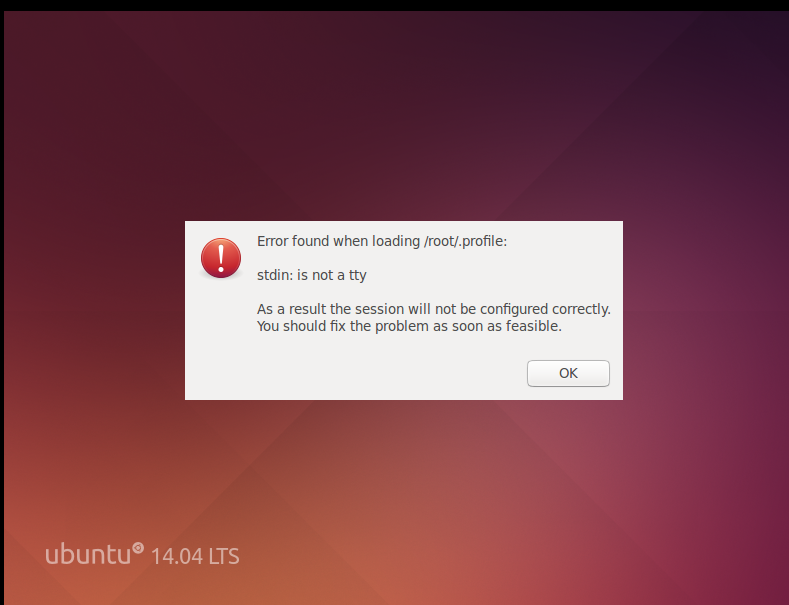 Error found when loading /root/.profile:
stdin: is not a tty
As a result the session will not be configured correctly.
You should fix the problem as soon as feasible.
OK
ubuntu® 14.04 LTS